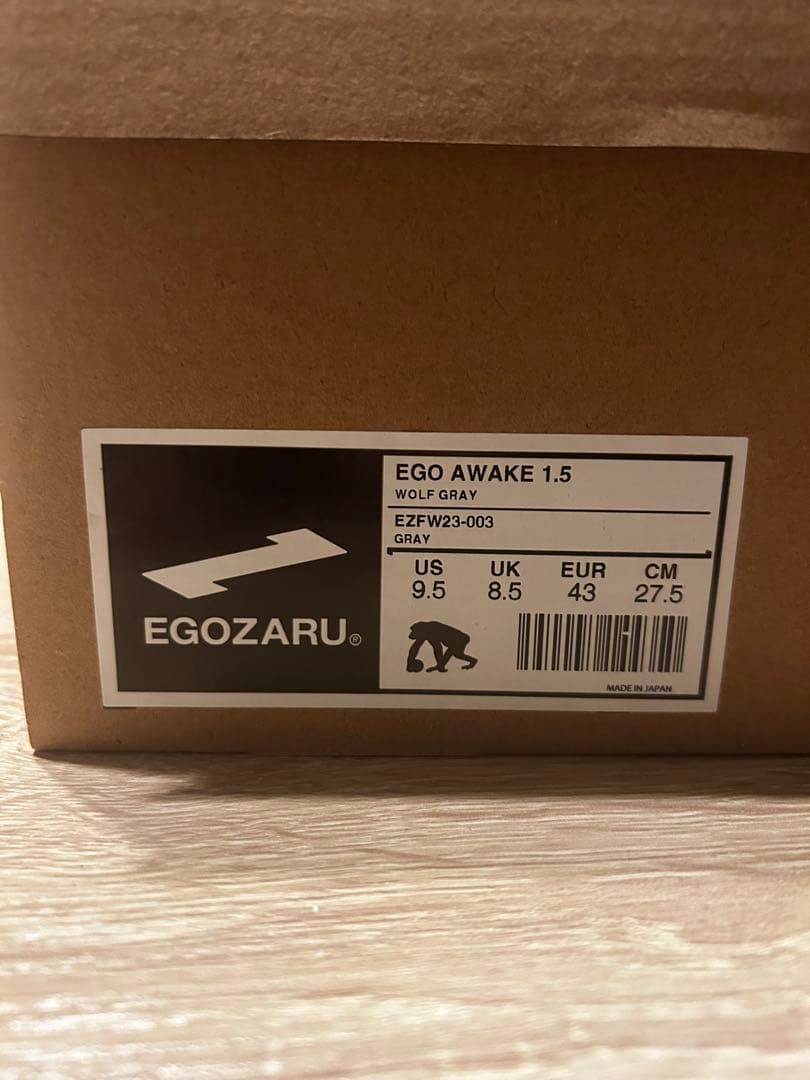 EGOZARU®
EGO AWAKE 1.5
WOLF GRAY
EZFW23-003
GRAY
US UK EUR CM
9.5 8.5 43 27.5
MADE IN JAPAN